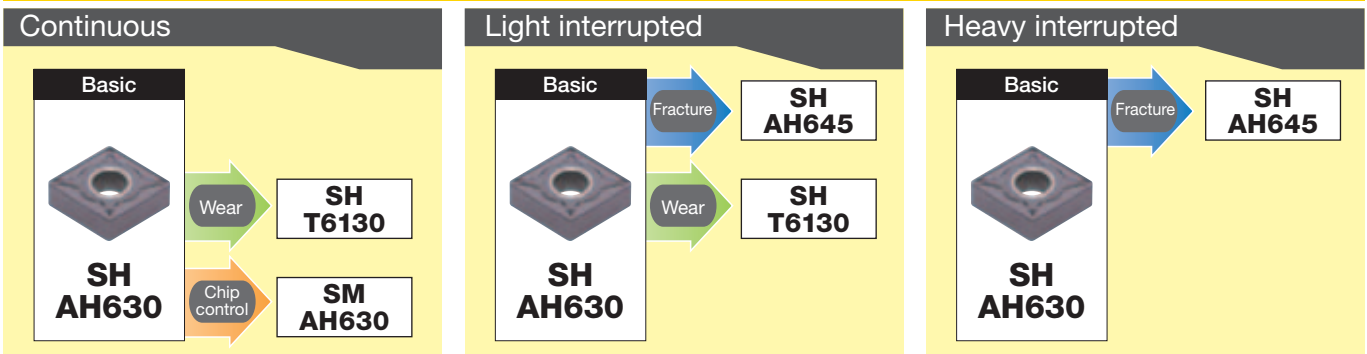 Continuous
Basic
SH
AH630
Wear
SH
T6130
Chip
control
SM
AH630
Light interrupted
Basic
SH
AH630
Fracture
SH
AH645
Wear
SH
T6130
Heavy interrupted
Basic
SH
AH630
Fracture
SH
AH645